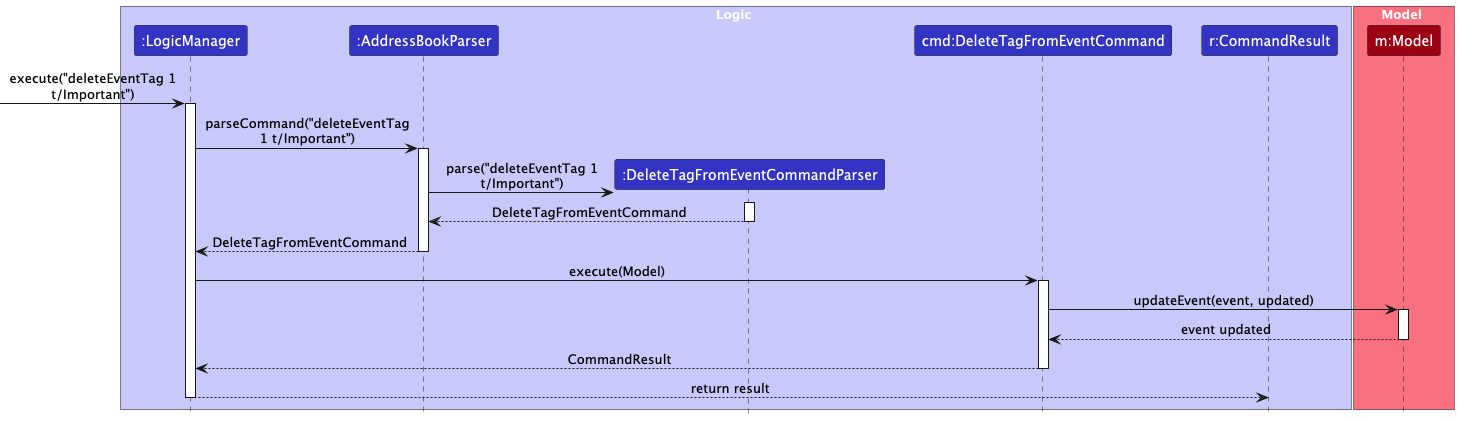 Logic
Model
:LogicManager
:AddressBookParser
cmd:DeleteTagFromEventCommand
r:CommandResult
m:Model
execute("deleteEventTag 1
t/Important")
parseCommand("deleteEventTag
1 t/Important")
parse("deleteEventTag 1
t/Important")
:DeleteTagFromEventCommandParser
DeleteTagFromEventCommand
DeleteTagFromEventCommand
execute(Model)
updateEvent(event, updated)
event updated
CommandResult
return result